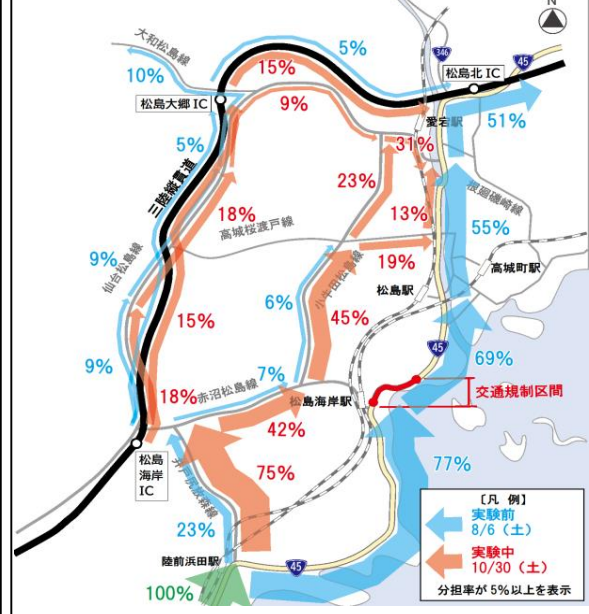 N
大和松島線
5%
346
45
10%
15%
松島北 IC
松島大郷 IC
9%
愛宕駅
51%
5%
31%
三陸縦貫道
23%
根廻磯崎線
18%
13%
55%
高城桜渡戸線
9%
19%
高城町駅
仙台松島線
小牛田松島線
松島駅
6%
15%
45%
45
69%
9%
7%
18%
赤沼松島線
松島海岸駅
交通規制区間
42%
松島
海岸
IC
75%
77%
井戸尻放森線
23%
〔凡 例〕
実験前
8/6（土）
実験中
10/30（土）
分担率が 5%以上を表示
陸前浜田駅
45
100%